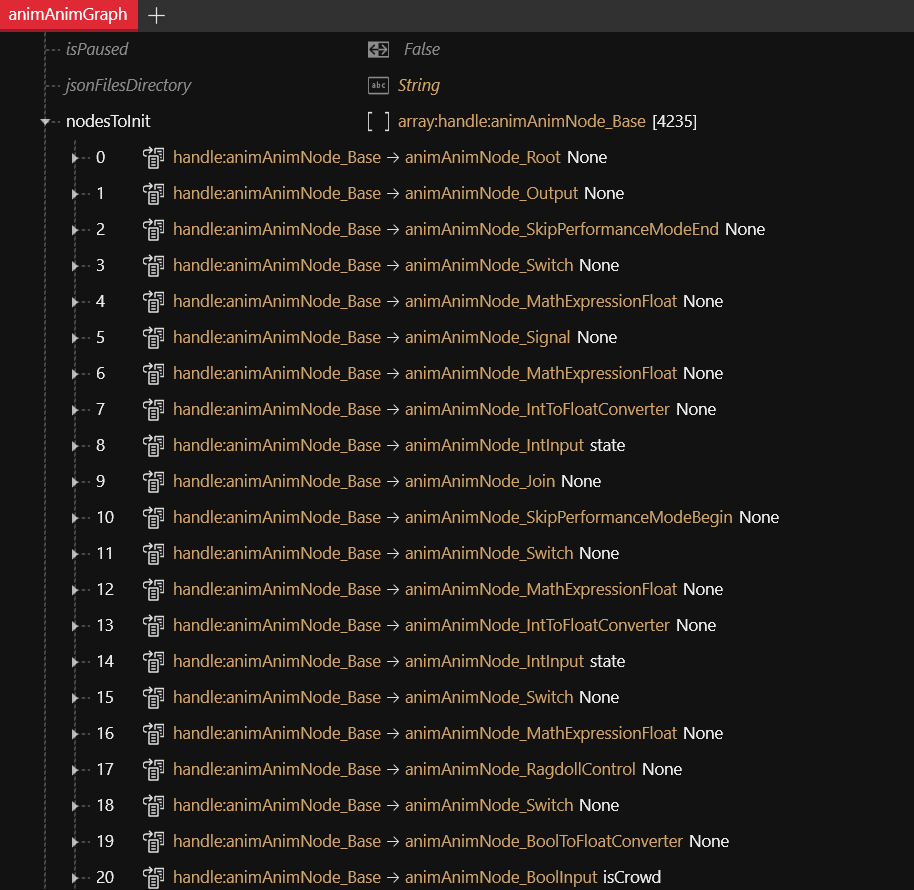 animAnimGraph +
isPaused False
jsonFilesDirectory abc String
nodesToInit [ ] array:handle:animAnimNode_Base [4235]
0 handle:animAnimNode_Base → animAnimNode_Root None
1 handle:animAnimNode_Base → animAnimNode_Output None
2 handle:animAnimNode_Base → animAnimNode_SkipPerformanceModeEnd None
3 handle:animAnimNode_Base → animAnimNode_Switch None
4 handle:animAnimNode_Base → animAnimNode_MathExpressionFloat None
5 handle:animAnimNode_Base → animAnimNode_Signal None
6 handle:animAnimNode_Base → animAnimNode_MathExpressionFloat None
7 handle:animAnimNode_Base → animAnimNode_IntToFloatConverter None
8 handle:animAnimNode_Base → animAnimNode_IntInput state
9 handle:animAnimNode_Base → animAnimNode_Join None
10 handle:animAnimNode_Base → animAnimNode_SkipPerformanceModeBegin None
11 handle:animAnimNode_Base → animAnimNode_Switch None
12 handle:animAnimNode_Base → animAnimNode_MathExpressionFloat None
13 handle:animAnimNode_Base → animAnimNode_IntToFloatConverter None
14 handle:animAnimNode_Base → animAnimNode_IntInput state
15 handle:animAnimNode_Base → animAnimNode_Switch None
16 handle:animAnimNode_Base → animAnimNode_MathExpressionFloat None
17 handle:animAnimNode_Base → animAnimNode_RagdollControl None
18 handle:animAnimNode_Base → animAnimNode_Switch None
19 handle:animAnimNode_Base → animAnimNode_BoolToFloatConverter None
20 handle:animAnimNode_Base → animAnimNode_BoolInput isCrowd